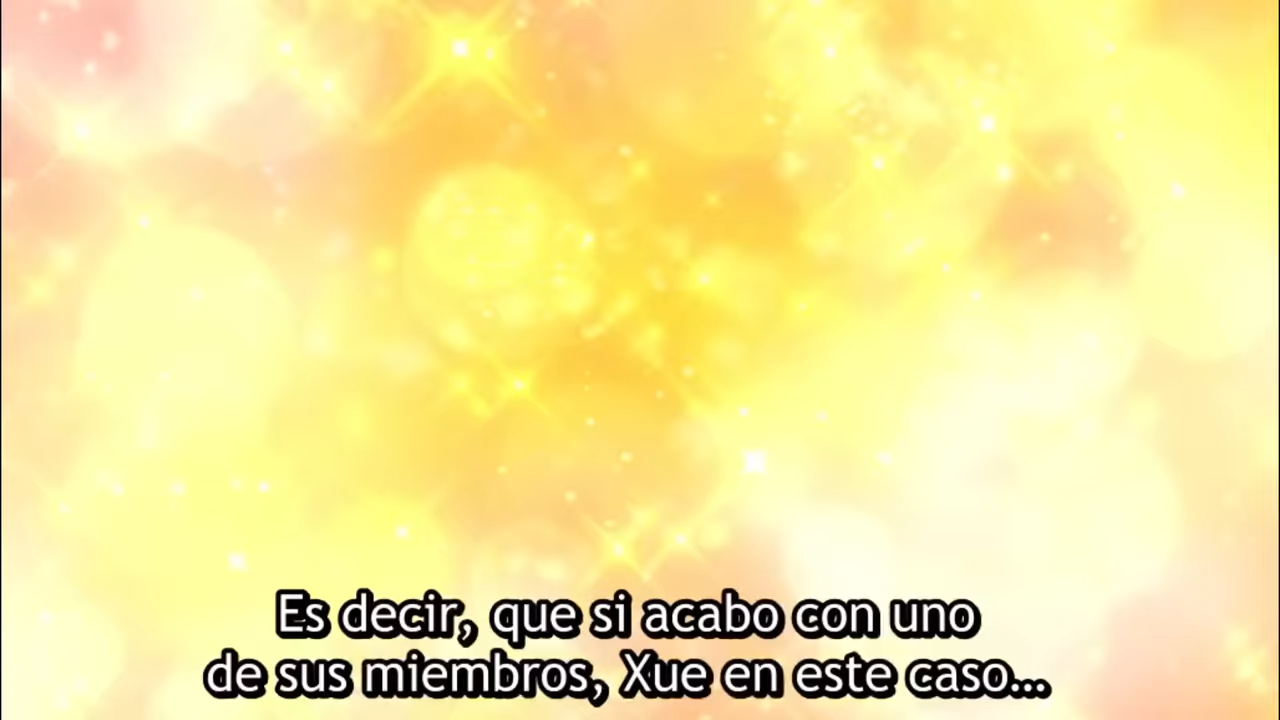 Es decir, que si acabo con uno
de sus miembros, Xue en este caso...